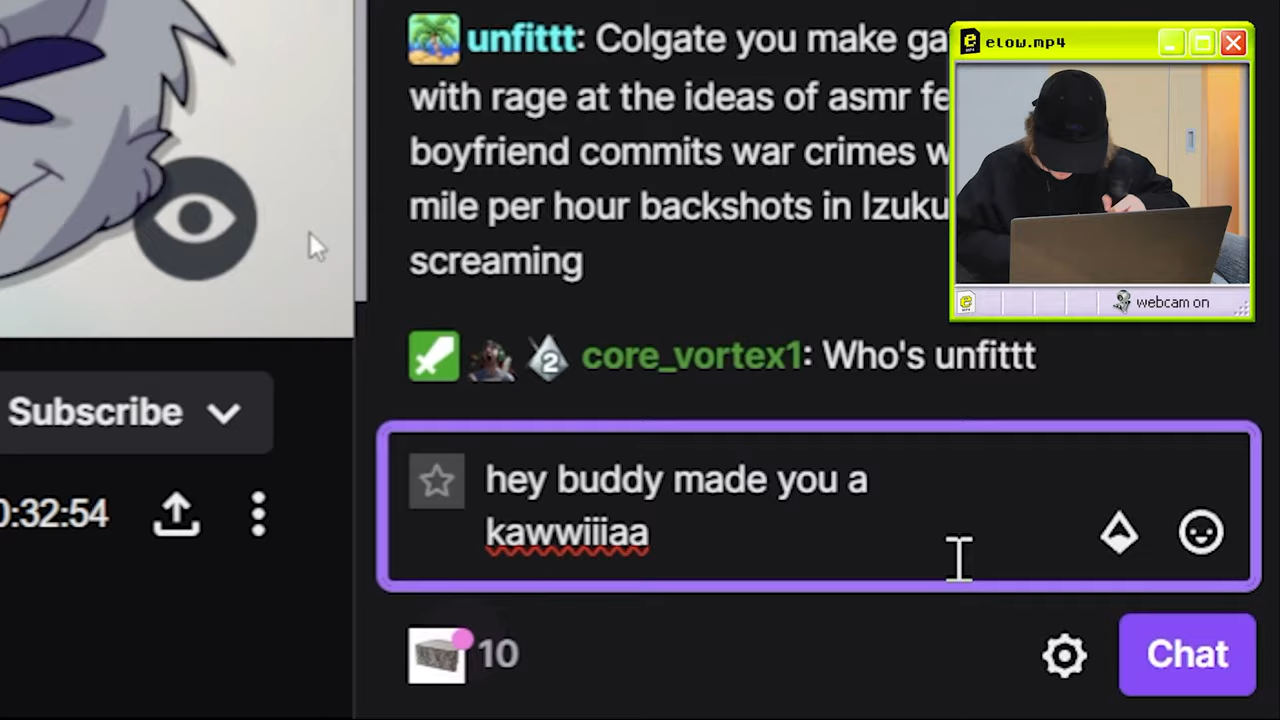 unfittt: Colgate you make ga
with rage at the ideas of asmr fe
boyfriend commits war crimes w
mile per hour backshots in Izuku
screaming
core_vortex1: Who's unfittt
hey buddy made you a
kawwiiiaa
10
Chat
Subscribe
0:32:54
elow.mp4
webcam on
2